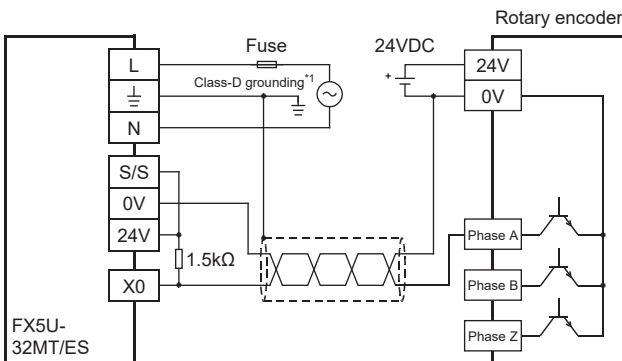 Rotary encoder
Fuse
24VDC
L
Class-D grounding*1
N
+
24V
0V
S/S
0V
24V
1.5kΩ
X0
Phase A
Phase B
Phase Z
FX5U-
32MT/ES